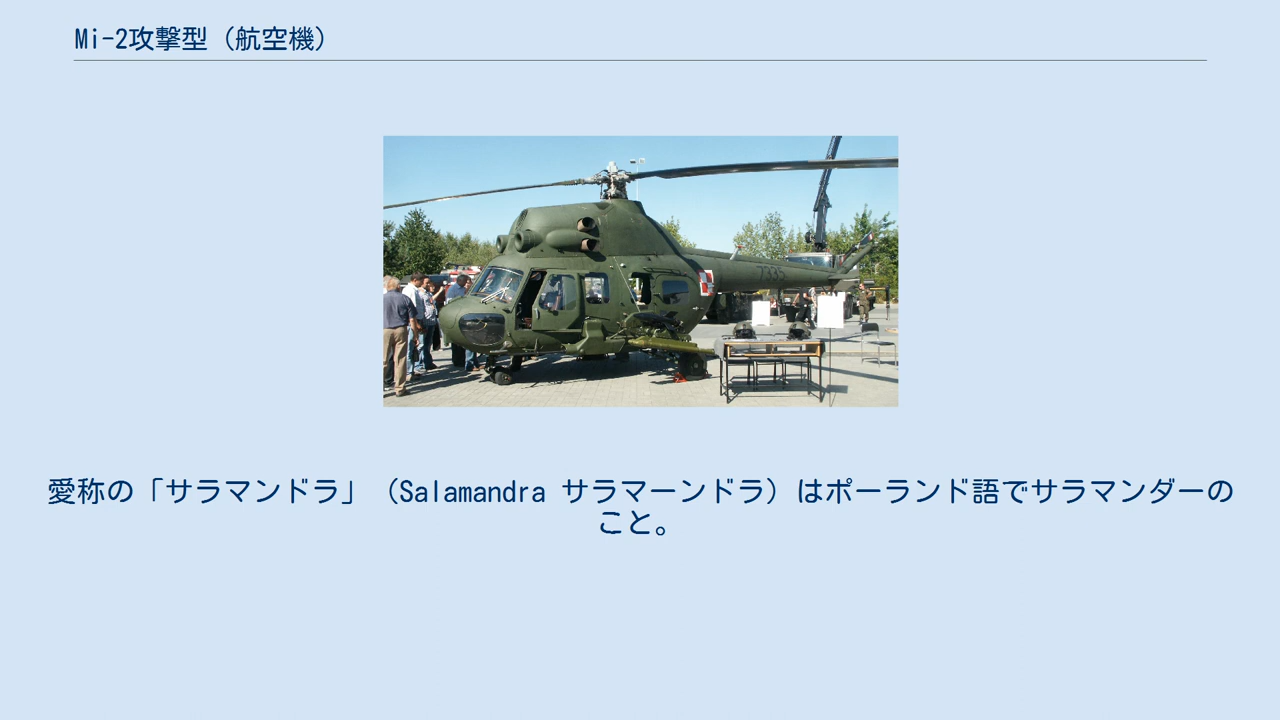 Mi-2攻撃型（航空機）
7335
愛称の「サラマンドラ」（Salamandra サラマーンドラ）はポーランド語でサラマンダーの
こと。